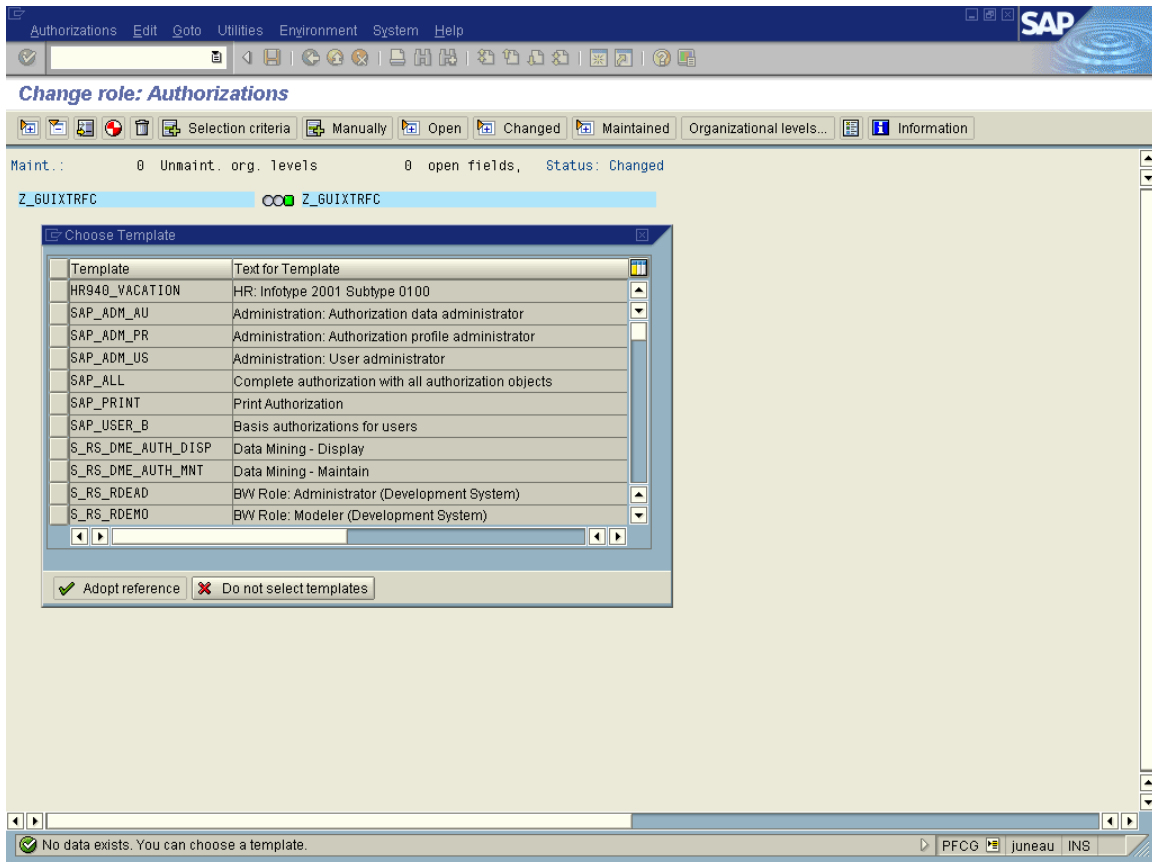 Authorizations Edit Goto Utilities Environment System Help
SAP
Change role: Authorizations
Selection criteria Manually Open Changed Maintained Organizational levels... Information
Maint.: 0 Unmaint. org. levels 0 open fields, Status: Changed
Z_GUIXTRFC Z_GUIXTRFC
Choose Template
Template Text for Template
HR940_VACATION HR: Infotype 2001 Subtype 0100
SAP_ADM_AU Administration: Authorization data administrator
SAP_ADM_PR Administration: Authorization profile administrator
SAP_ADM_US Administration: User administrator
SAP_ALL Complete authorization with all authorization objects
SAP_PRINT Print Authorization
SAP_USER_B Basis authorizations for users
S_RS_DME_AUTH_DISP Data Mining - Display
S_RS_DME_AUTH_MNT Data Mining - Maintain
S_RS_RDEAD BW Role: Administrator (Development System)
S_RS_RDEMO BW Role: Modeler (Development System)
Adopt reference Do not select templates
No data exists. You can choose a template. PFCG juneau INS